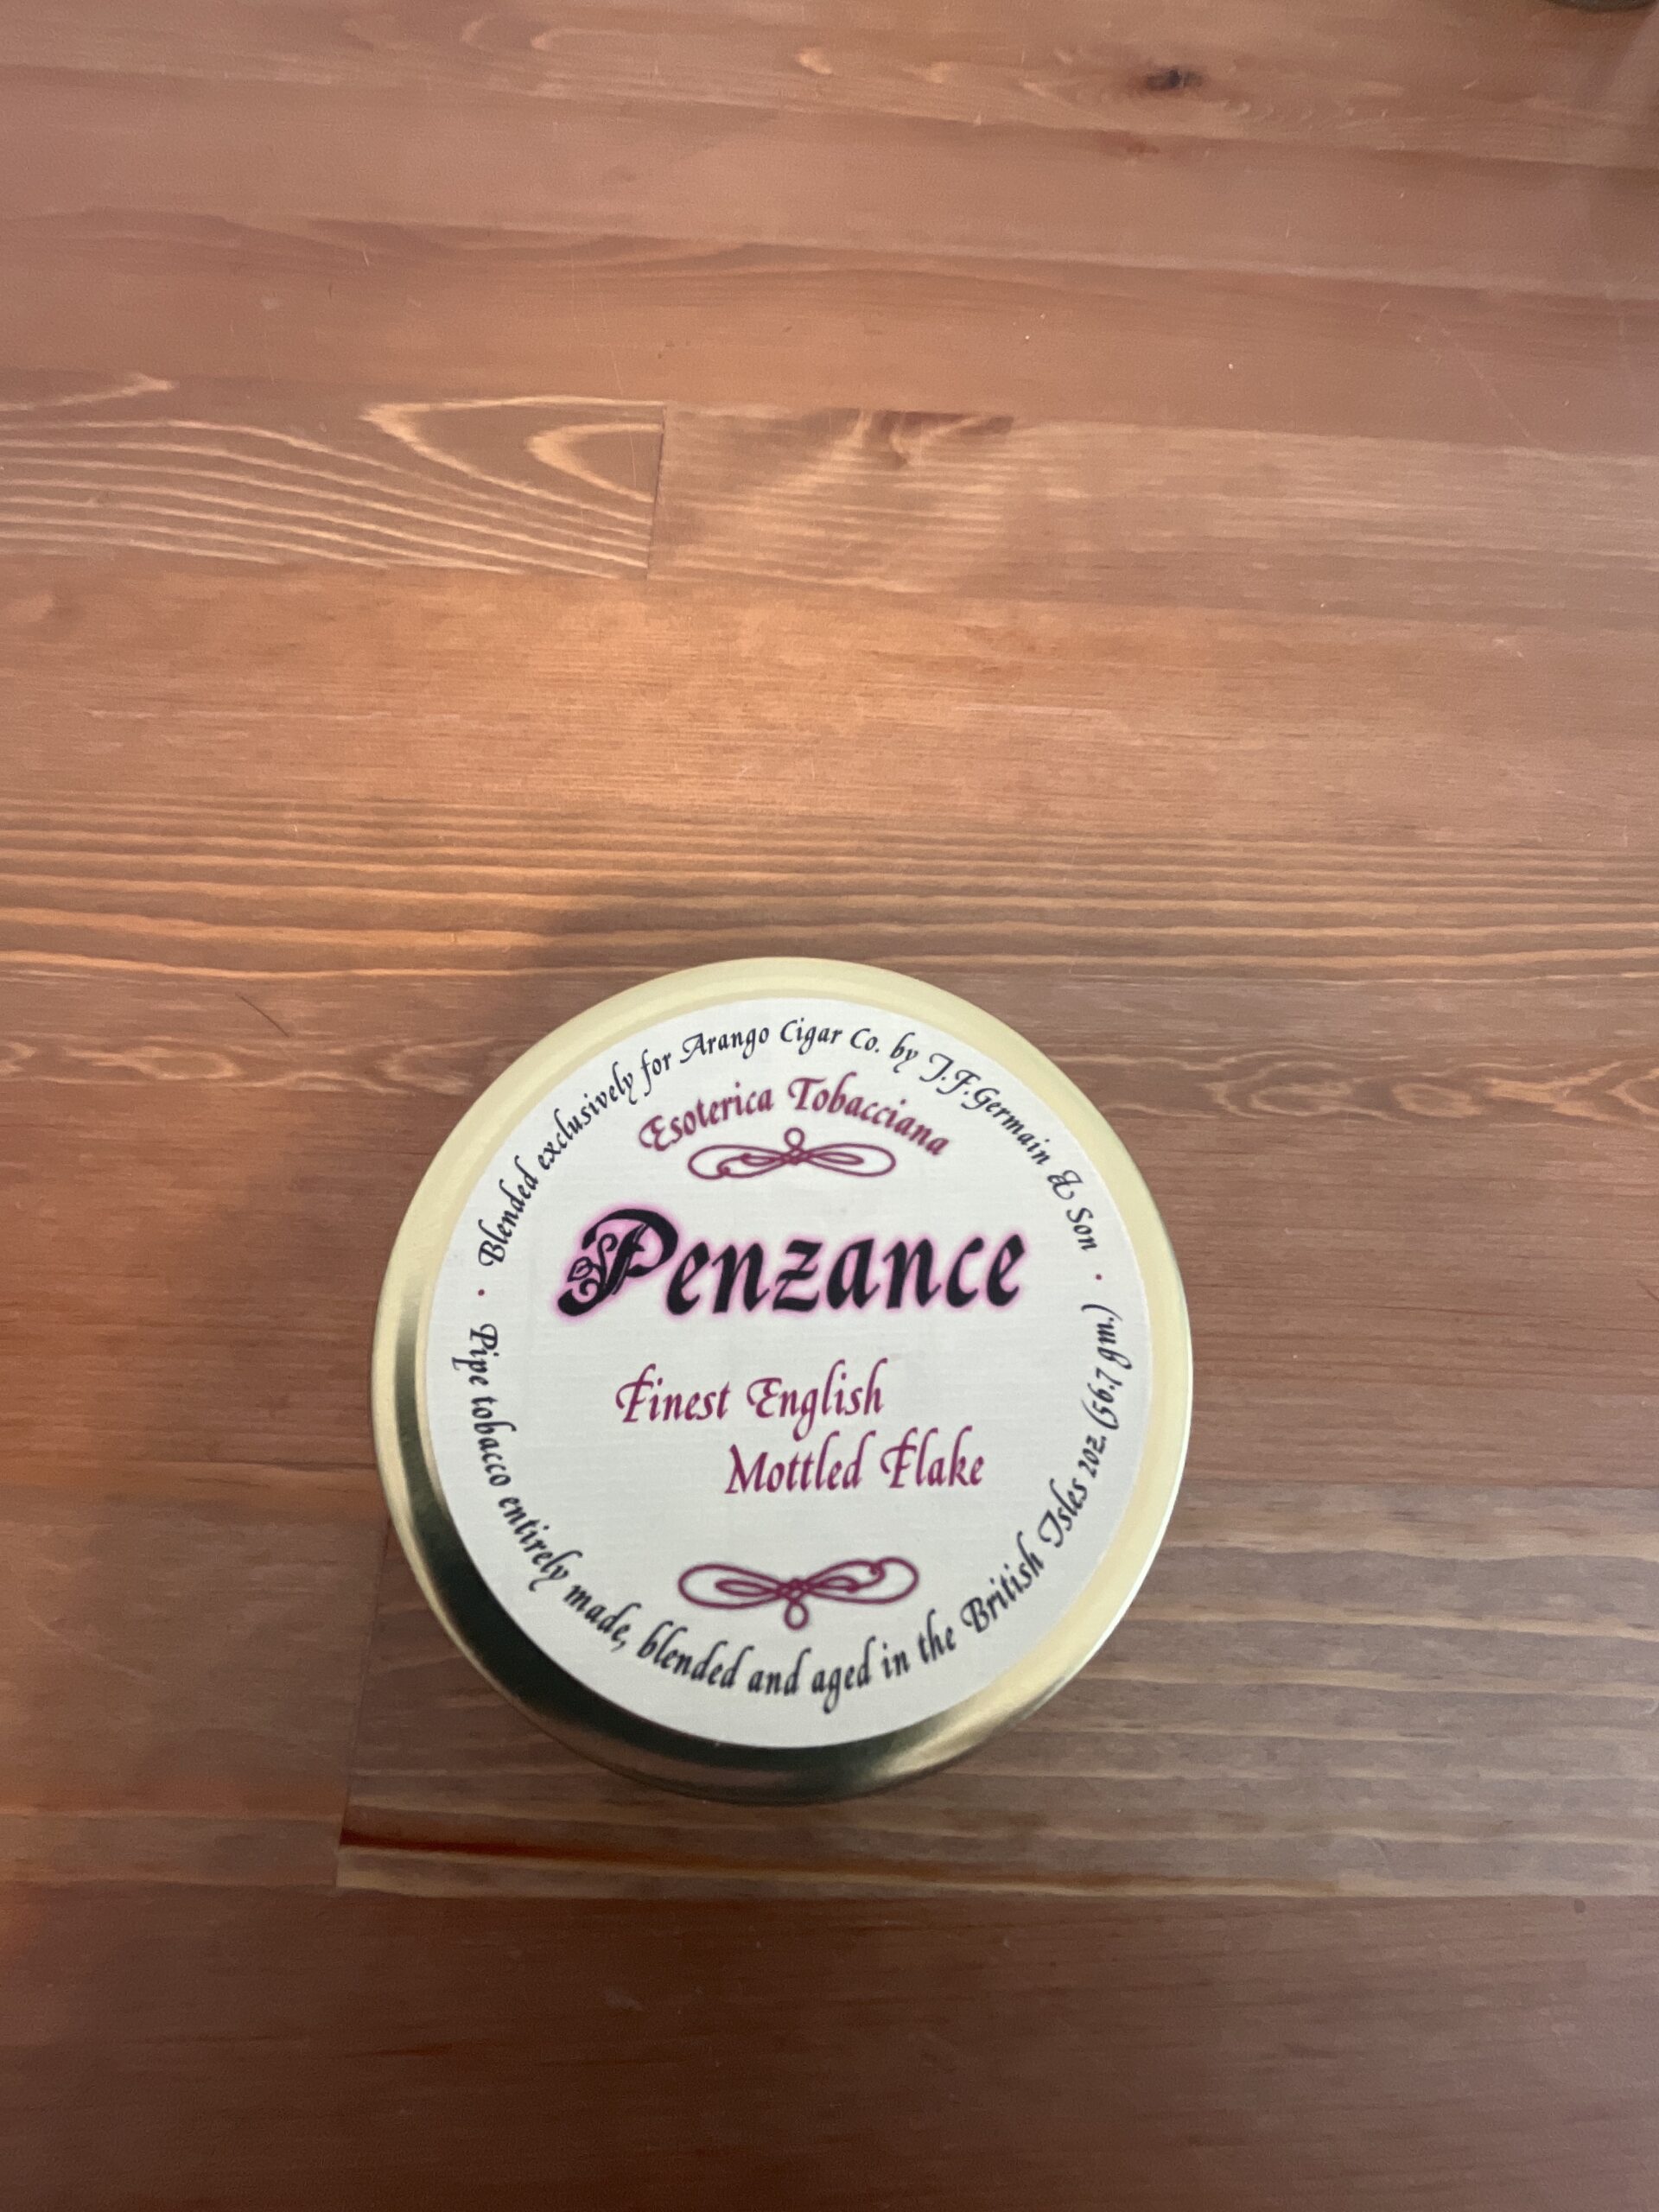 Blended exclusively for Arango Cigar Co. by J.F.Germain & Son
Esoterica Tobacciana
Penzance
Finest English
Mottled Flake
Pipe tobacco entirely made, blended and aged in the British Isles 2oz. (56.7 gm.)